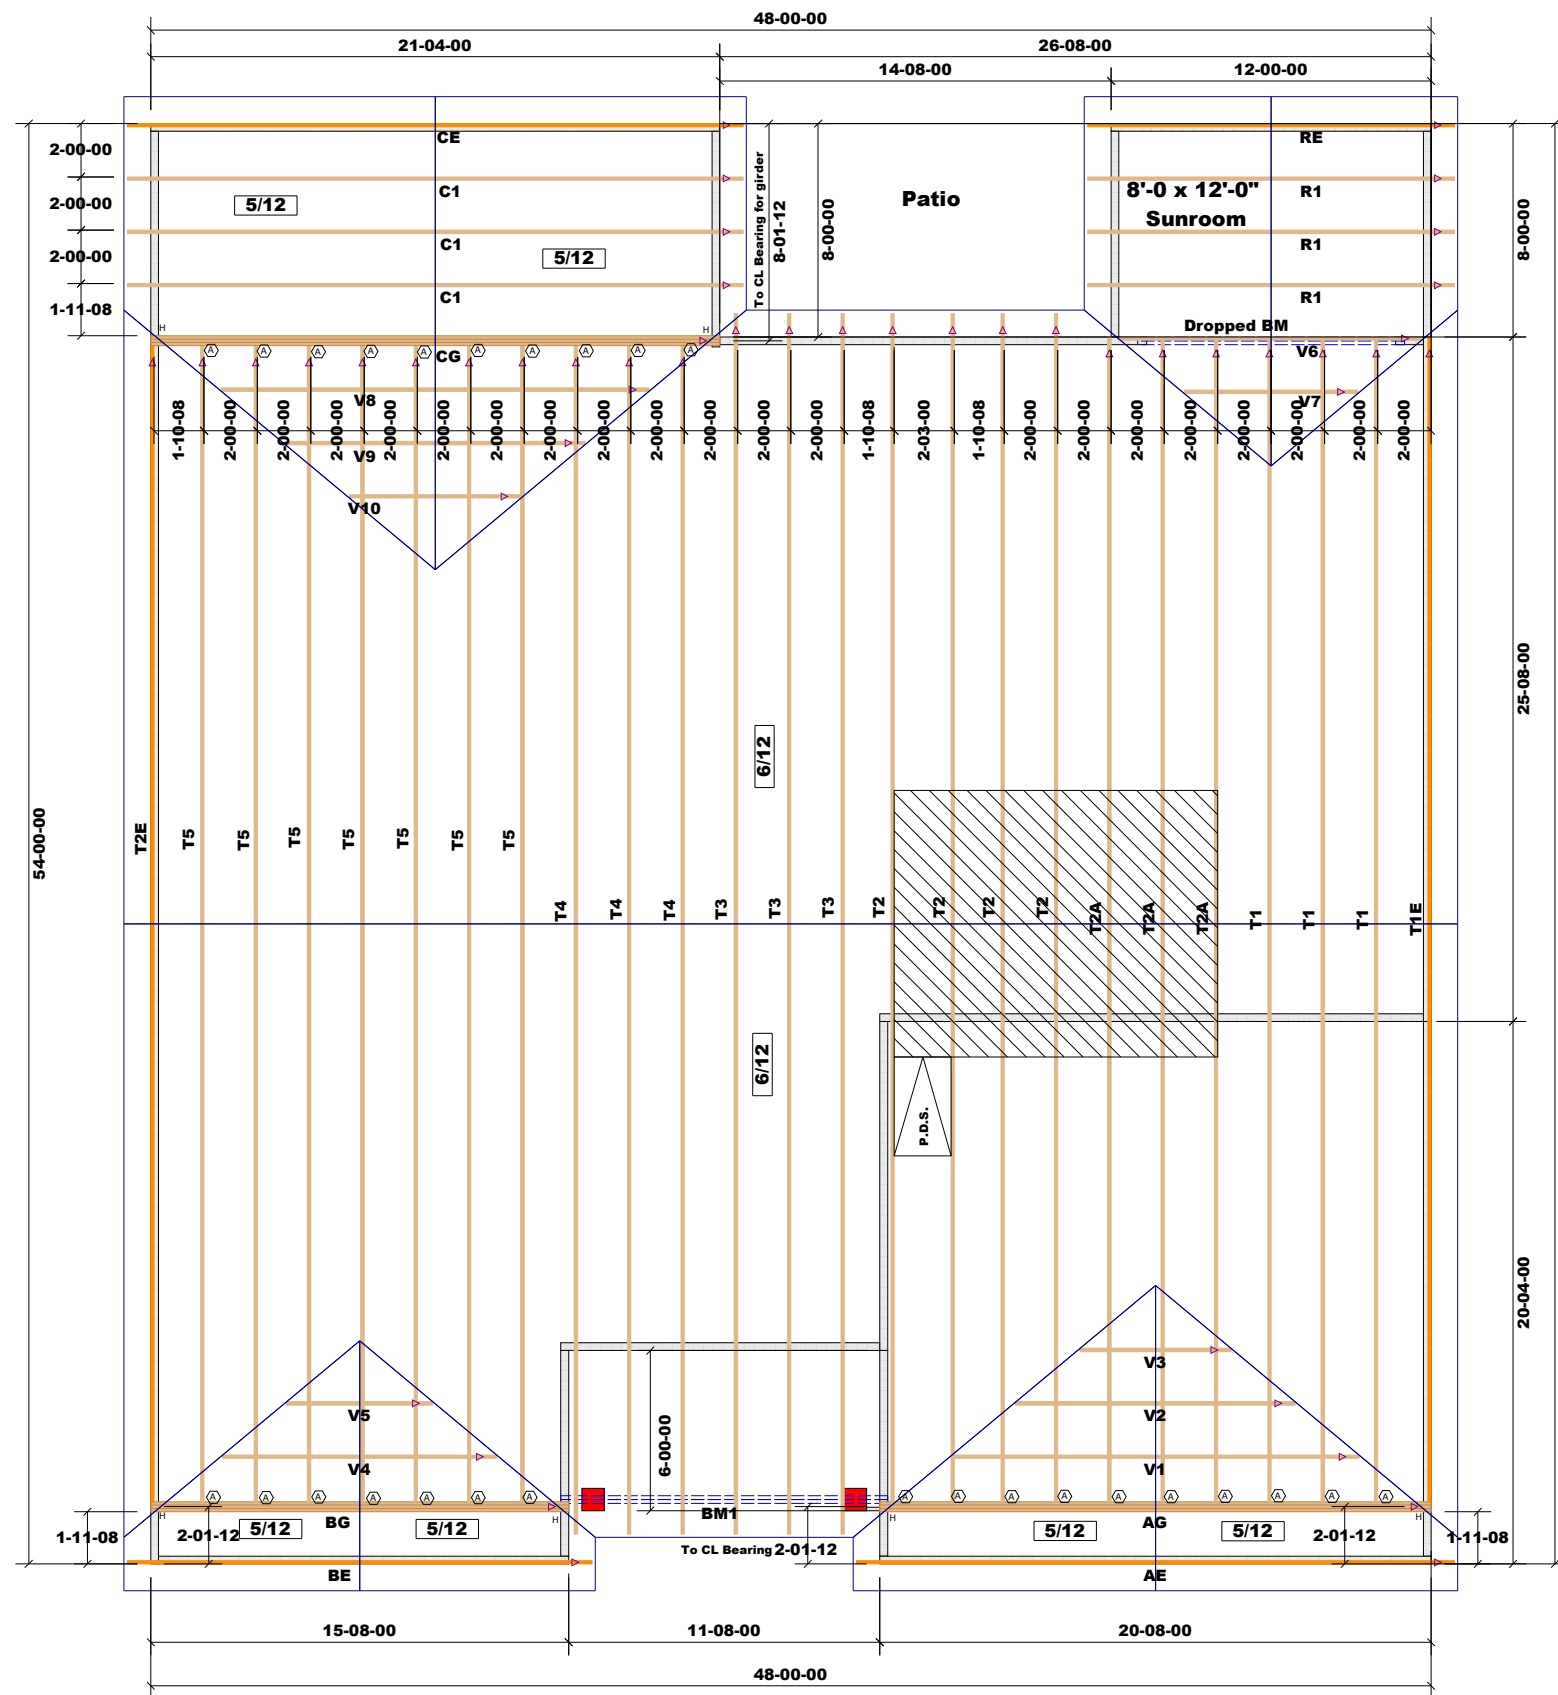 48-00-00
21-04-00
26-08-00
14-08-00
12-00-00
CE
RE
2-00-00
2-00-00
2-00-00
1-11-08
C1
5/12
C1
5/12
C1
To CL Bearing for girder
8-01-12
8-00-00
Patio
8'-0 x 12'-0"
Sunroom
R1
R1
R1
8-00-00
Dropped BM
H
H
A A A A A A A A A A
CG
V6
V8
V7
V9
V10
1-10-08
2-00-00
2-00-00
2-00-00
2-00-00
2-00-00
2-00-00
2-00-00
2-00-00
2-00-00
2-00-00
2-00-00
2-00-00
1-10-08
2-03-00
1-10-08
2-00-00
2-00-00
2-00-00
2-00-00
2-00-00
2-00-00
2-00-00
2-00-00
25-08-00
6/12
54-00-00
T2E
T5
T5
T5
T5
T5
T5
T5
T4
T4
T4
T3
T3
T3
T2
T2
T2
T2
T2A
T2A
T2A
T1
T1
T1
T1E
6/12
P.D.S.
20-04-00
V3
V5
V2
6-00-00
V4
V1
A A A A A A A
A A A A A A A A A A
H
H
H
H
BM1
BG
AG
1-11-08
2-01-12
5/12
5/12
5/12
5/12
2-01-12
1-11-08
To CL Bearing
2-01-12
BE
AE
15-08-00
11-08-00
20-08-00
48-00-00